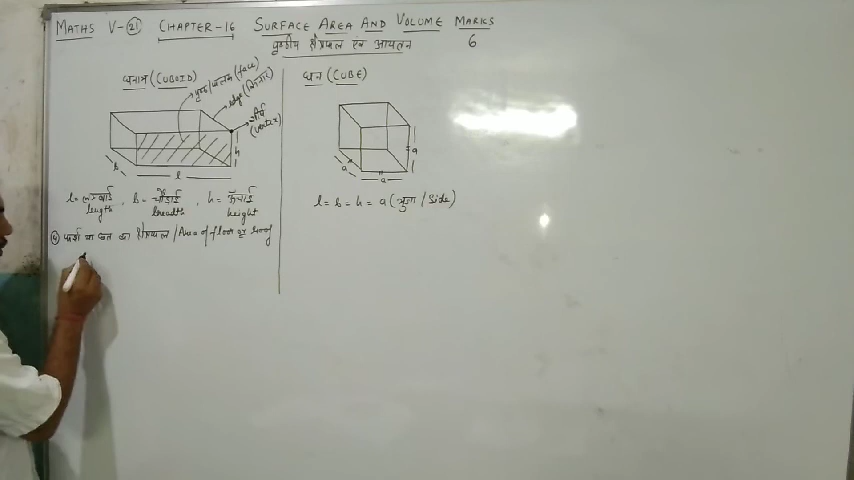 MATHS V-21 CHAPTER-16 SURFACE AREA AND VOLUME MARKS
पृष्ठीय क्षेत्रफल एवं आयतन 6
घनाभ (CUBOID)
पृष्ठ/फलक (face)
edge (किनारा)
शीर्ष
(vertex)
h
b
l
l = लम्बाई, b = चौड़ाई, h = ऊँचाई
length breadth height
फर्श या छत का क्षेत्रफल / Area of floor or
घन (CUBE)
a
a
a
l = b = h = a (भुजा / Side)